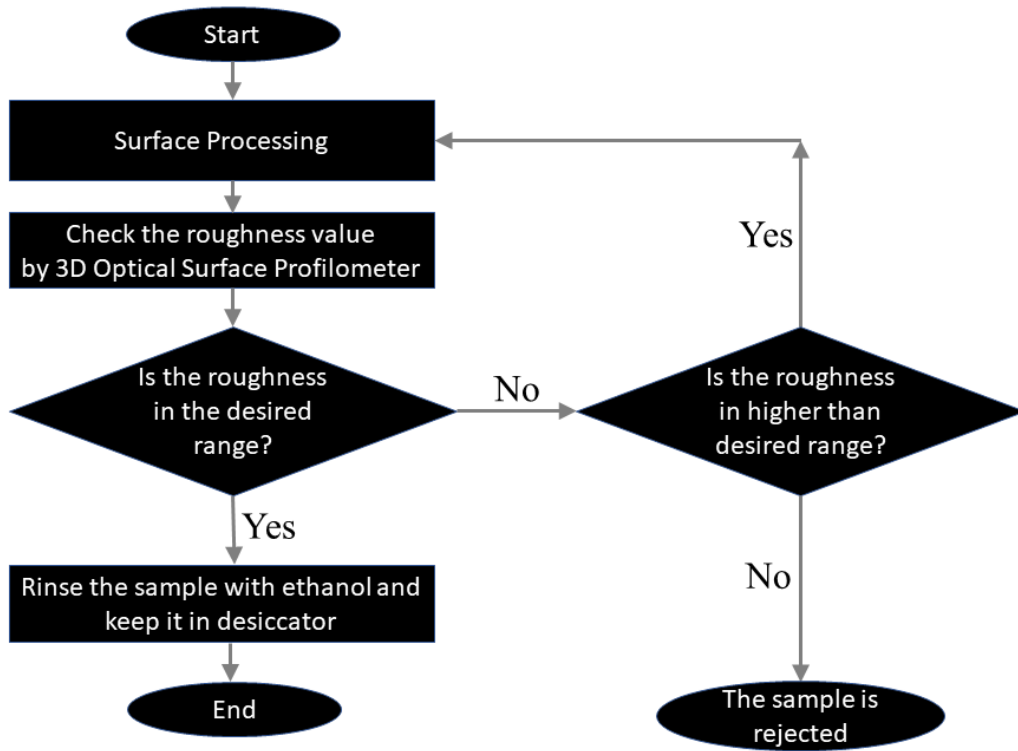 Start
Surface Processing
Check the roughness value
by 3D Optical Surface Profilometer
Is the roughness
in the desired
range?
No
Is the roughness
in higher than
desired range?
Yes
Yes
Rinse the sample with ethanol and
keep it in desiccator
No
End
The sample is
rejected